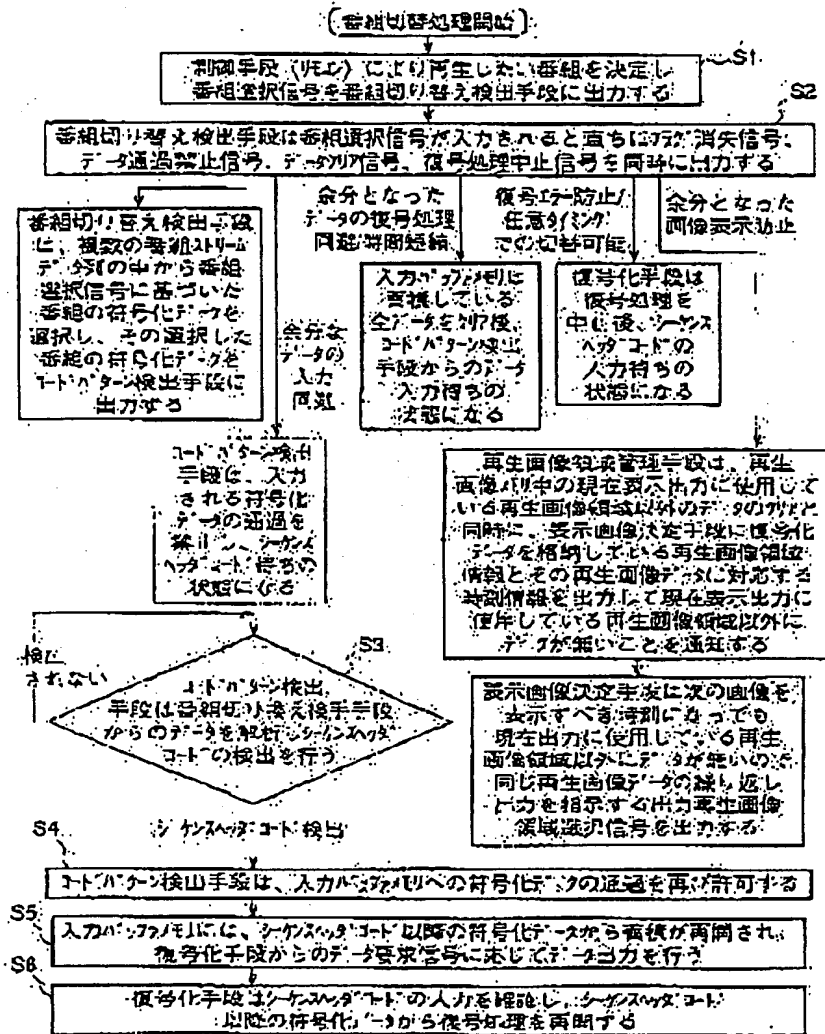 番組切替処理開始
S1
制御手段(リモコン)により再生したい番組を決定し
番組選択信号を番組切り替え検出手段に出力する
S2
番組切り替え検出手段は番組選択信号が入力されると直ちにフラグ消失信号、
データ通過禁止信号、データクリア信号、復号処理中止信号を同時に出力する
番組切り替え検出手段
は、複数の番組ストリーム
データ列の中から番組
選択信号に基づいた
番組の符号化データを
選択し、その選択した
番組の符号化データを
コードパターン検出手段に
出力する
余分な
データの
入力
回避
余分となった
データの復号処理
回避/時間短縮
復号エラー防止/
任意タイミング
での切替可能
余分となった
画像表示防止
入力バッファメモリは
蓄積している
全データをクリア後、
コードパターン検出
手段からのデータ
入力待ちの
状態になる
復号化手段は
復号処理を
中止後、シーケンス
ヘッダコードの
入力待ちの
状態になる
コードパターン検出
手段は、入力
される符号化
データの通過を
禁止し、シーケンス
ヘッダコード待ちの
状態になる
再生画像領域管理手段は、再生
画像メモリ中の現在表示出力に使用して
いる再生画像領域以外のデータのクリアと
同時に、表示画像決定手段に復号化
データを格納している再生画像領域
情報とその再生画像データに対応する
時刻情報を出力して現在表示出力に
使用している再生画像領域以外に
データが無いことを通知する
検出
されない
S3
コードパターン検出
手段は番組切り換え検手手段
からのデータを解析しシーケンスヘッダ
コードの検出を行う
表示画像決定手段は次の画像を
表示すべき時刻になっても
現在出力に使用している再生
画像領域以外にデータが無いので
同じ再生画像データの繰り返し
出力を指示する出力再生画像
領域選択信号を出力する
シーケンスヘッダコード検出
S4
コードパターン検出手段は、入力バッファメモリへの符号化データの通過を再び許可する
S5
入力バッファメモリには、シーケンスヘッダコード以降の符号化データから蓄積が再開され、
復号化手段からのデータ要求信号に応じてデータ出力を行う
S6
復号化手段はシーケンスヘッダコードの入力を確認し、シーケンスヘッダコード
以降の符号化データから復号処理を再開する